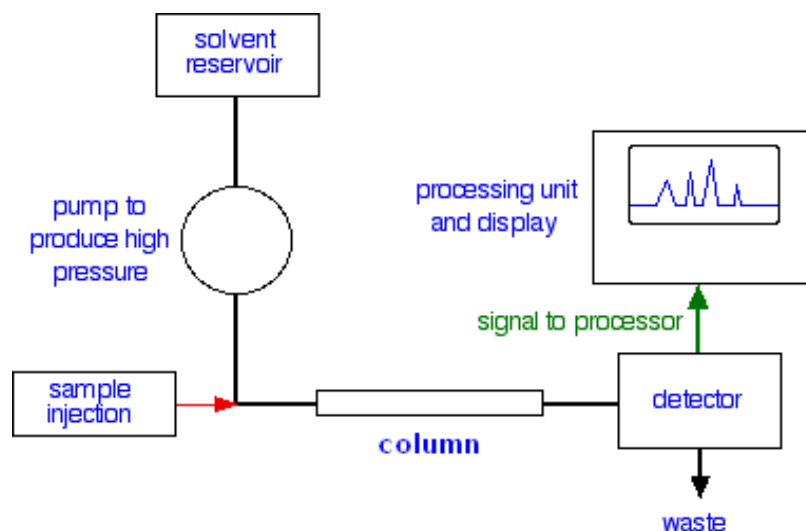 solvent
reservoir
pump to
produce high
pressure
processing unit
and display
signal to processor
sample
injection
column
detector
waste